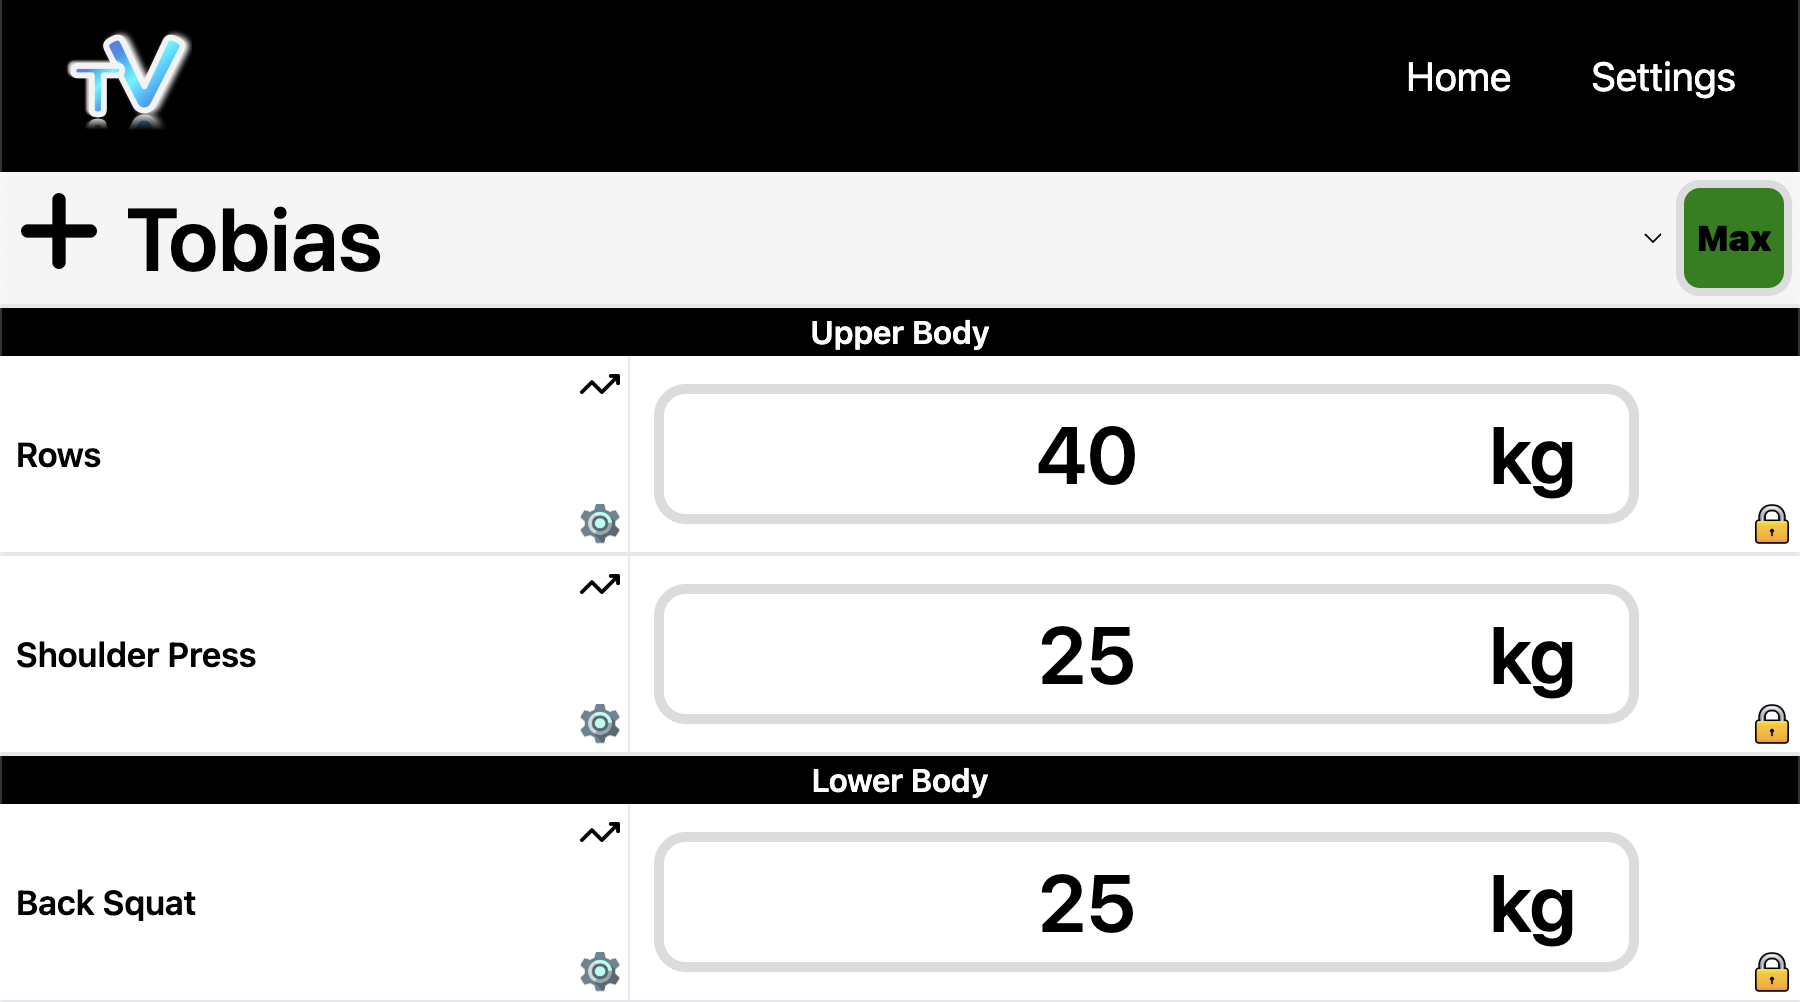 TV
Home Settings
Tobias
Max
Upper Body
Rows
40 kg
Shoulder Press
25 kg
Lower Body
Back Squat
25 kg